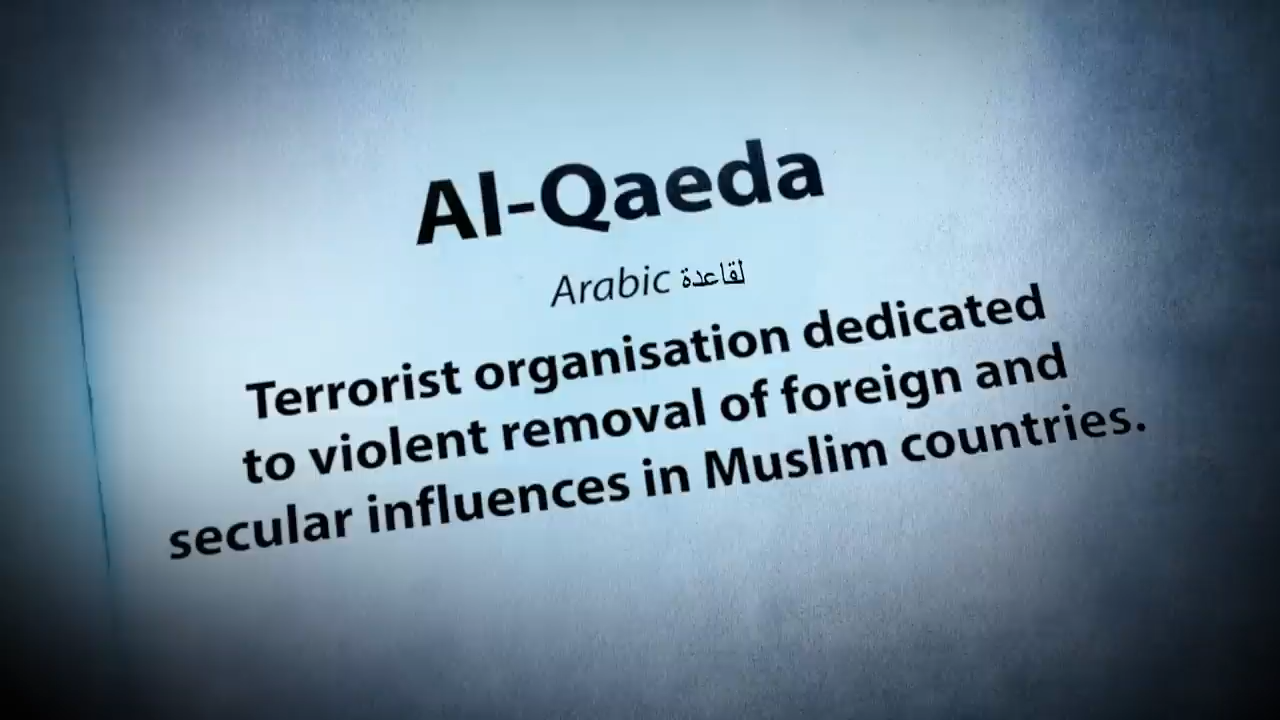 Al-Qaeda
Arabic لقاعدة
Terrorist organisation dedicated
to violent removal of foreign and
secular influences in Muslim countries.